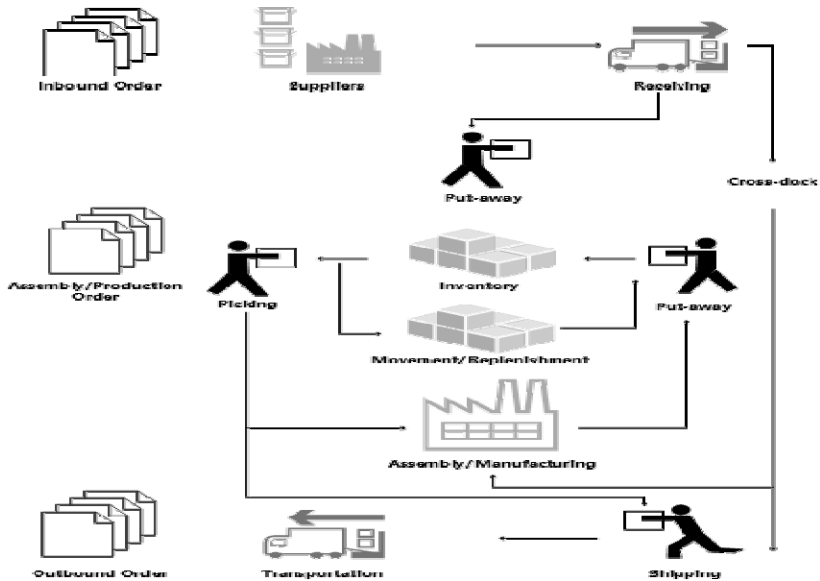 Inbound Order
Suppliers
Receiving
Put-away
Cross-dock
Assembly/Production
Order
Picking
Inventory
Put-away
Movement/Replenishment
Assembly/Manufacturing
Outbound Order
Transportation
Shipping